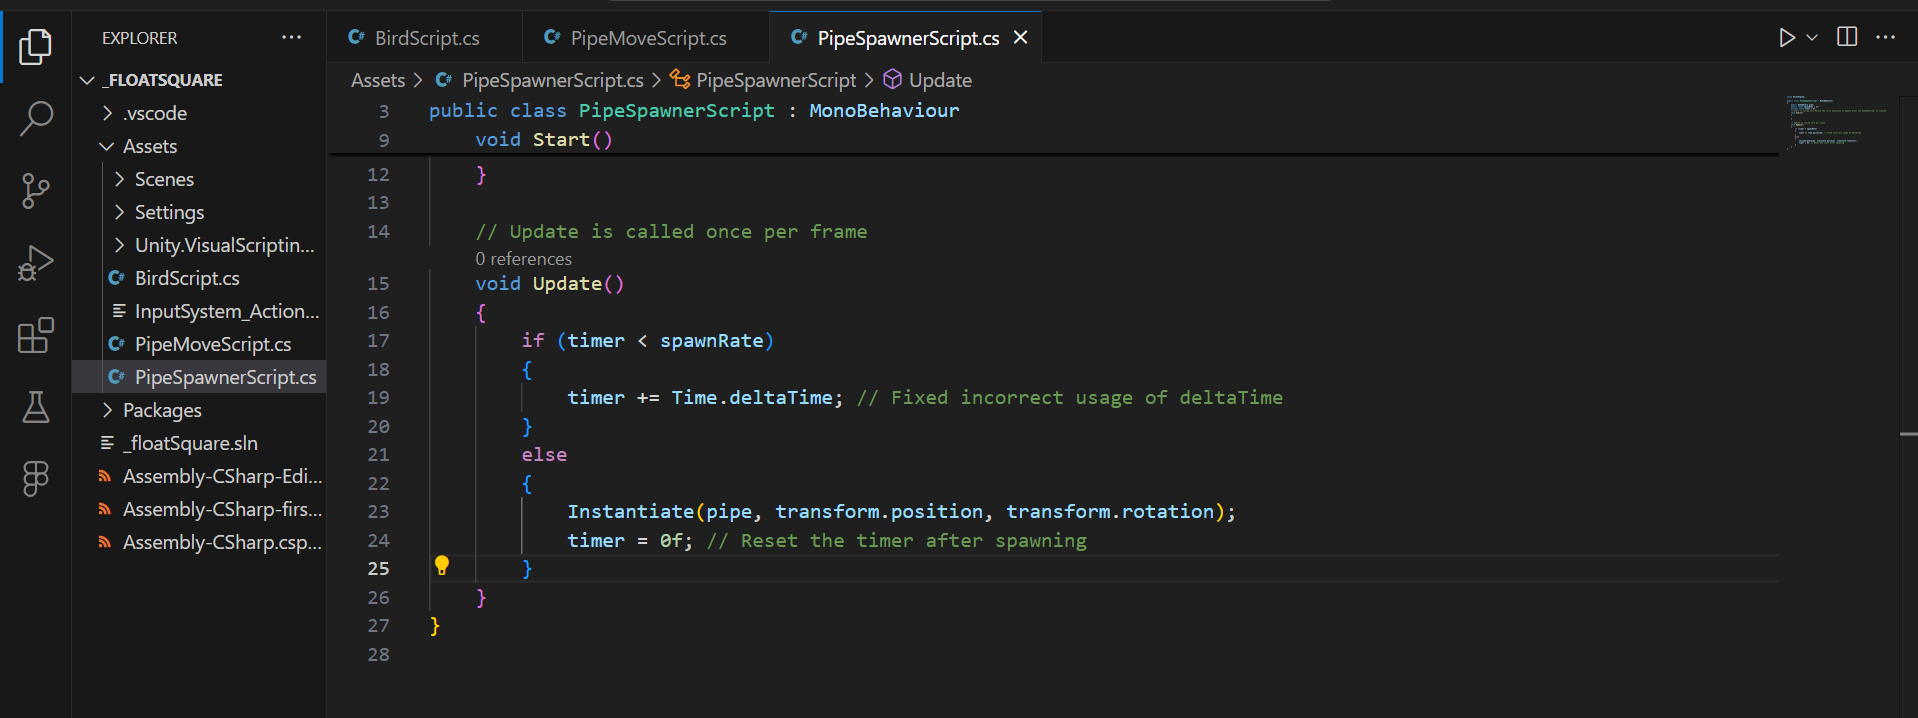 EXPLORER
BirdScript.cs
PipeMoveScript.cs
PipeSpawnerScript.cs
_FLOATSQUARE
.vscode
Assets
Scenes
Settings
Unity.VisualScriptin...
C# BirdScript.cs
InputSystem_Action...
C# PipeMoveScript.cs
C# PipeSpawnerScript.cs
Packages
_floatSquare.sln
Assembly-CSharp-Edi...
Assembly-CSharp-firs...
Assembly-CSharp.csp...
Assets > C# PipeSpawnerScript.cs > PipeSpawnerScript > Update
3 public class PipeSpawnerScript : MonoBehaviour
9 void Start()
12 }
13
14 // Update is called once per frame
0 references
15 void Update()
16 {
17 if (timer < spawnRate)
18 {
19 timer += Time.deltaTime; // Fixed incorrect usage of deltaTime
20 }
21 else
22 {
23 Instantiate(pipe, transform.position, transform.rotation);
24 timer = 0f; // Reset the timer after spawning
25 }
26 }
27 }
28